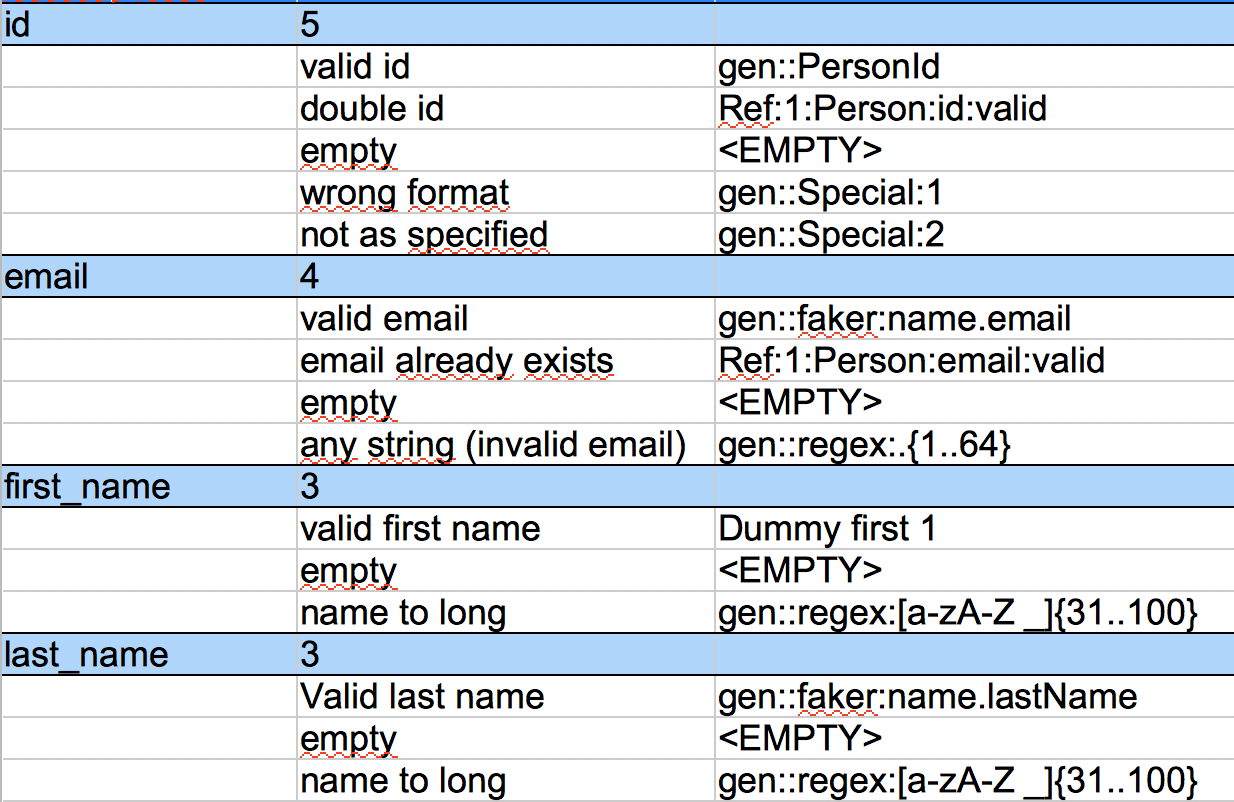 id 5
valid id gen::PersonId
double id Ref:1:Person:id:valid
empty <EMPTY>
wrong format gen::Special:1
not as specified gen::Special:2
email 4
valid email gen::faker:name.email
email already exists Ref:1:Person:email:valid
empty <EMPTY>
any string (invalid email) gen::regex:.{1..64}
first_name 3
valid first name Dummy first 1
empty <EMPTY>
name to long gen::regex:[a-zA-Z _]{31..100}
last_name 3
Valid last name gen::faker:name.lastName
empty <EMPTY>
name to long gen::regex:[a-zA-Z _]{31..100}